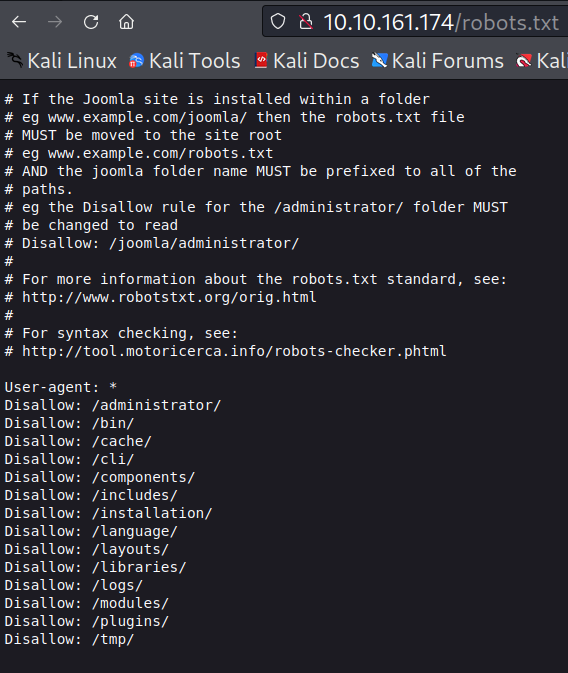 10.10.161.174/robots.txt
Kali Linux Kali Tools Kali Docs Kali Forums Kal
# If the Joomla site is installed within a folder
# eg www.example.com/joomla/ then the robots.txt file
# MUST be moved to the site root
# eg www.example.com/robots.txt
# AND the joomla folder name MUST be prefixed to all of the
# paths.
# eg the Disallow rule for the /administrator/ folder MUST
# be changed to read
# Disallow: /joomla/administrator/
#
# For more information about the robots.txt standard, see:
# http://www.robotstxt.org/orig.html
#
# For syntax checking, see:
# http://tool.motoricerca.info/robots-checker.phtml
User-agent: *
Disallow: /administrator/
Disallow: /bin/
Disallow: /cache/
Disallow: /cli/
Disallow: /components/
Disallow: /includes/
Disallow: /installation/
Disallow: /language/
Disallow: /layouts/
Disallow: /libraries/
Disallow: /logs/
Disallow: /modules/
Disallow: /plugins/
Disallow: /tmp/